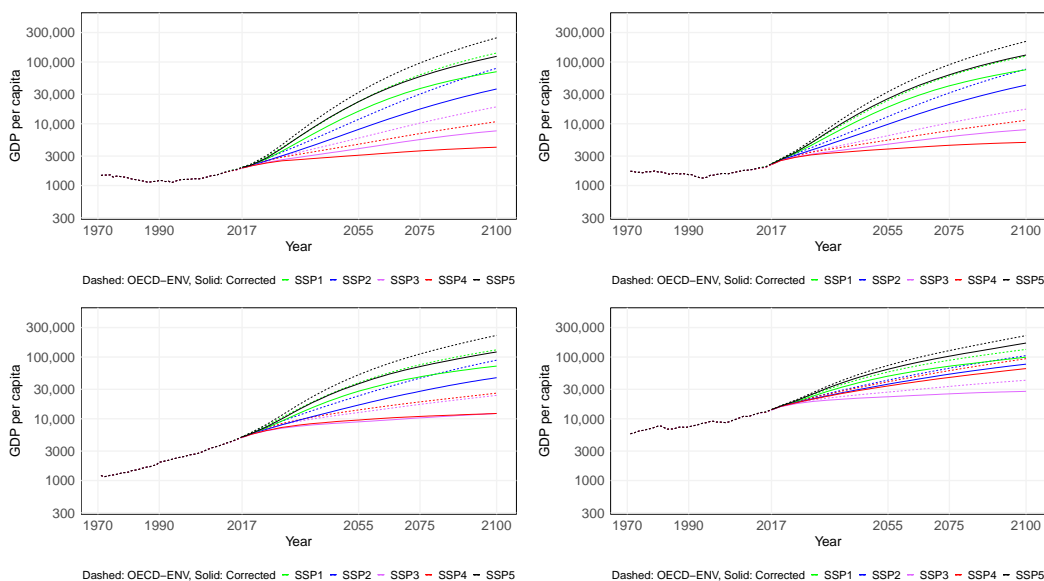 300,000
100,000
30,000
10,000
3000
1000
300
GDP per capita
1970 1990 2017 2055 2075 2100
Year
Dashed: OECD−ENV, Solid: Corrected SSP1 SSP2 SSP3 SSP4 SSP5
300,000
100,000
30,000
10,000
3000
1000
300
GDP per capita
1970 1990 2017 2055 2075 2100
Year
Dashed: OECD−ENV, Solid: Corrected SSP1 SSP2 SSP3 SSP4 SSP5
300,000
100,000
30,000
10,000
3000
1000
300
GDP per capita
1970 1990 2017 2055 2075 2100
Year
Dashed: OECD−ENV, Solid: Corrected SSP1 SSP2 SSP3 SSP4 SSP5
300,000
100,000
30,000
10,000
3000
1000
300
GDP per capita
1970 1990 2017 2055 2075 2100
Year
Dashed: OECD−ENV, Solid: Corrected SSP1 SSP2 SSP3 SSP4 SSP5